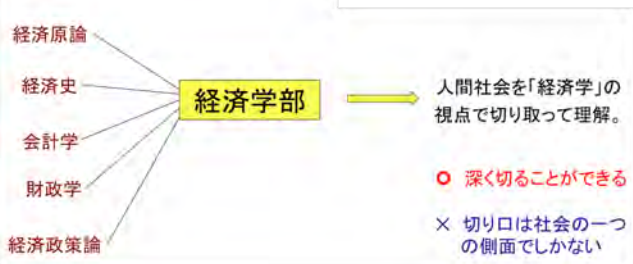 経済原論
経済史
会計学
財政学
経済政策論
経済学部
人間社会を「経済学」の
視点で切り取って理解。
○ 深く切ることができる
× 切り口は社会の一つ
の側面でしかない